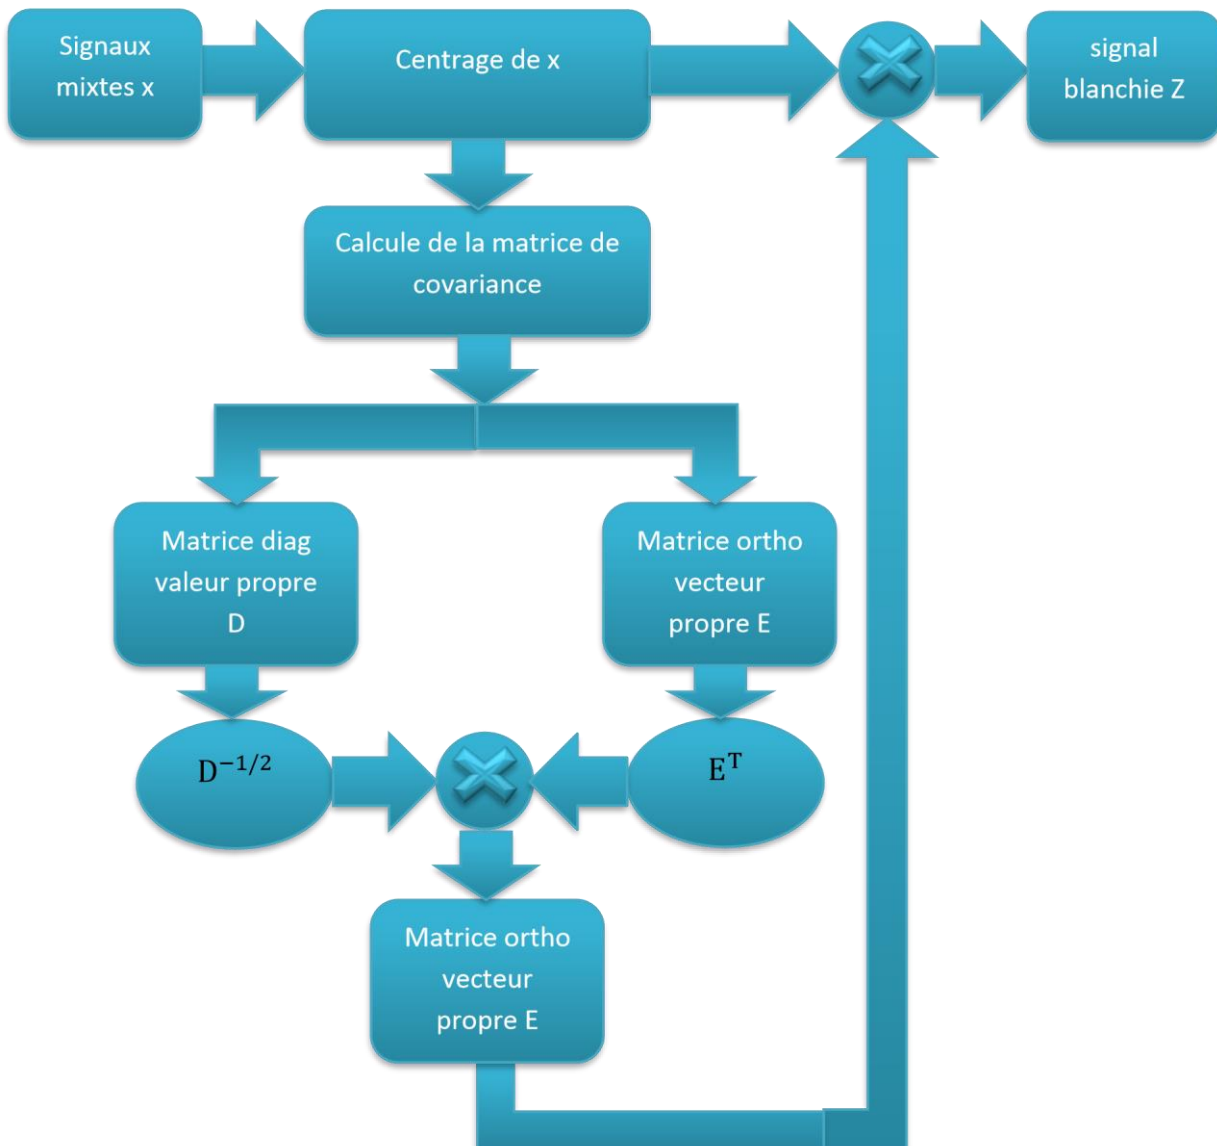 Signaux
mixtes x
Centrage de x
signal
blanchie Z
Calcule de la matrice de
covariance
Matrice diag
valeur propre
D
Matrice ortho
vecteur
propre E
D^{-1/2}
E^T
Matrice ortho
vecteur
propre E